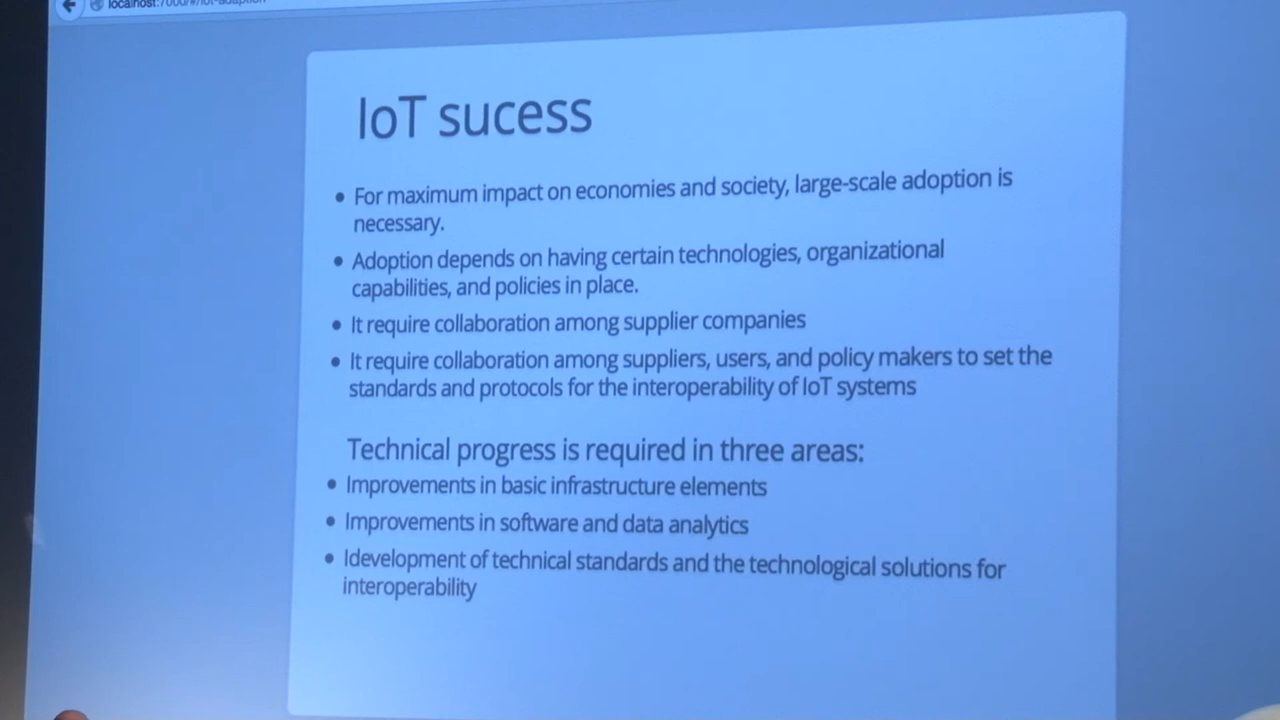 IoT sucess
• For maximum impact on economies and society, large-scale adoption is
necessary.
• Adoption depends on having certain technologies, organizational
capabilities, and policies in place.
• It require collaboration among supplier companies
• It require collaboration among suppliers, users, and policy makers to set the
standards and protocols for the interoperability of IoT systems
Technical progress is required in three areas:
• Improvements in basic infrastructure elements
• Improvements in software and data analytics
• Idevelopment of technical standards and the technological solutions for
interoperability